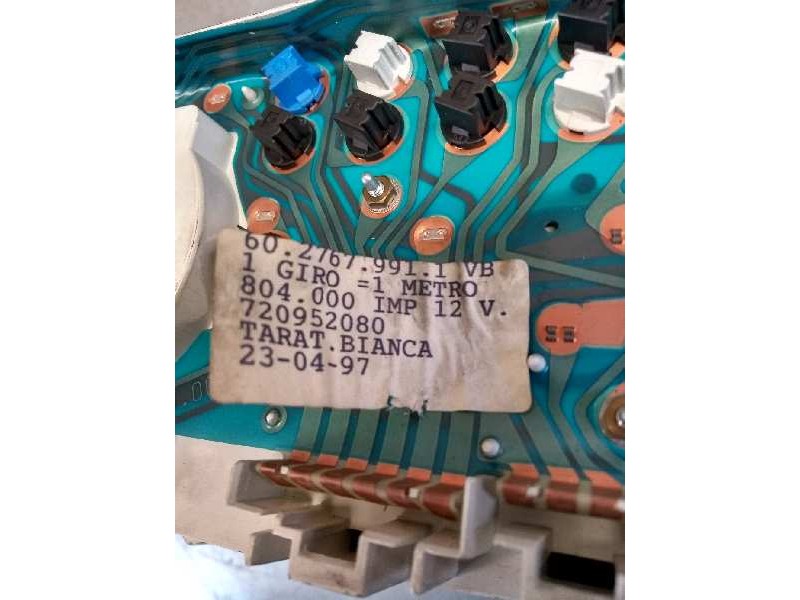 60.2767.991.1 VB
1 GIRO =1 METRO
804.000 IMP 12 V.
720952080
TARAT.BIANCA
23-04-97